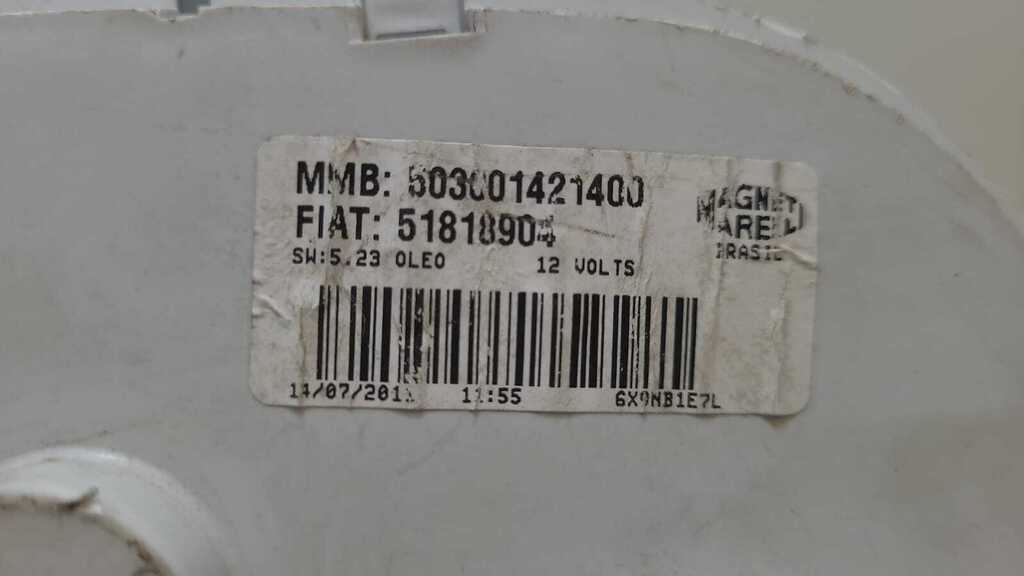 MMB: 503001421400
FIAT: 51818904
MAGNETI
MARELLI
BRASIL
SW:5.23 OLEO 12 VOLTS
11:55 6X9NB1E7L